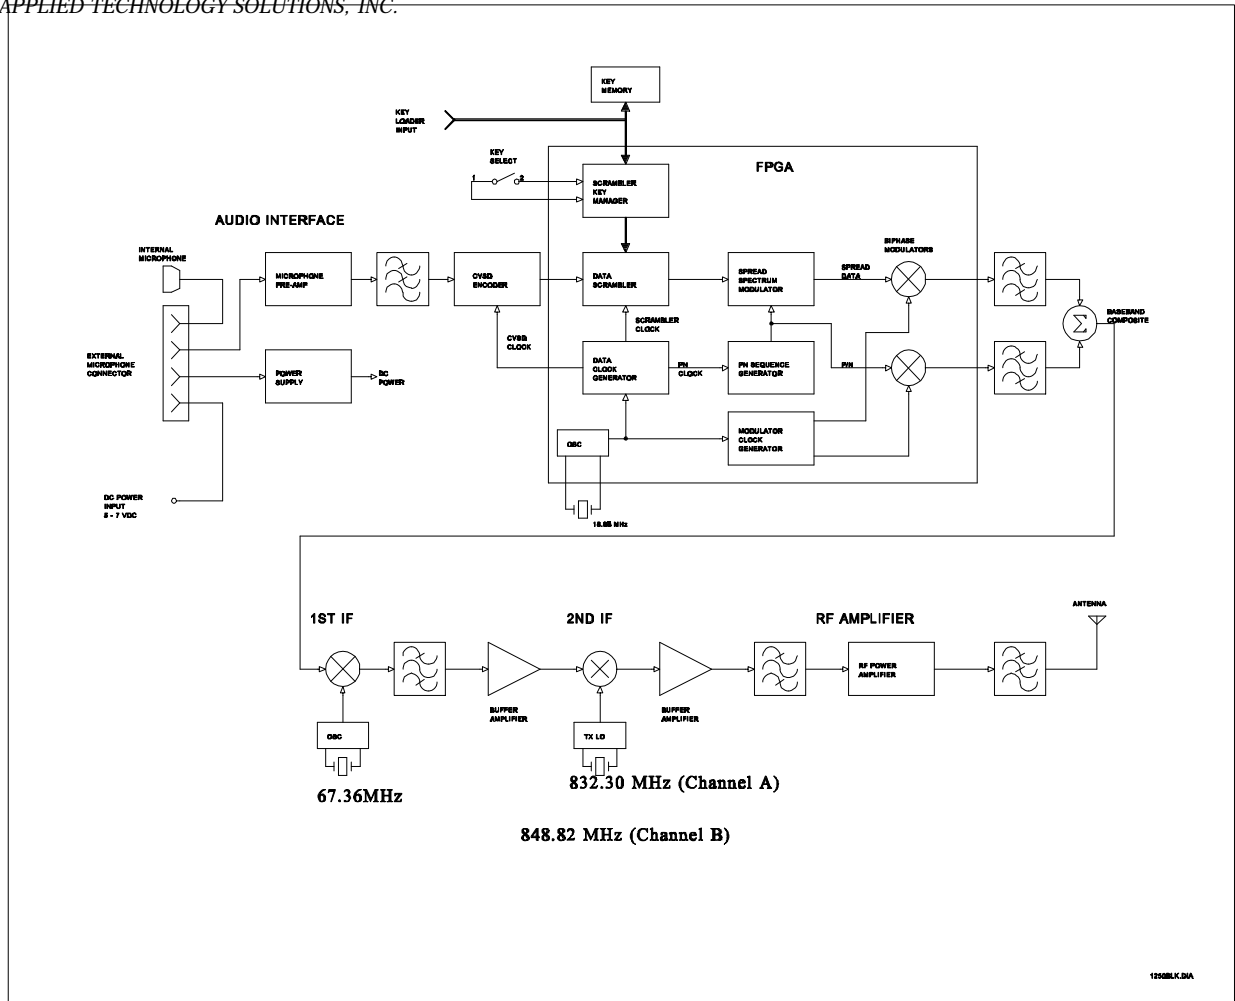 APPLIED TECHNOLOGY SOLUTIONS, INC.
KEY
MEMORY
KEY
LOADER
INPUT
KEY
SELECT
1 2
FPGA
SCRAMBLER
KEY
MANAGER
AUDIO INTERFACE
INTERNAL
MICROPHONE
MICROPHONE
PRE-AMP
CVSD
ENCODER
DATA
SCRAMBLER
SPREAD
SPECTRUM
MODULATOR
SPREAD
DATA
BIPHASE
MODULATORS
Σ
BASEBAND
COMPOSITE
SCRAMBLER
CLOCK
CVSD
CLOCK
EXTERNAL
MICROPHONE
CONNECTOR
POWER
SUPPLY
DC
POWER
DATA
CLOCK
GENERATOR
PN
CLOCK
PN SEQUENCE
GENERATOR
P/N
OSC
MODULATOR
CLOCK
GENERATOR
DC POWER
INPUT
5 - 7 VDC
1ST IF
2ND IF
RF AMPLIFIER
ANTENNA
RF POWER
AMPLIFIER
BUFFER
AMPLIFIER
BUFFER
AMPLIFIER
OSC
TX LO
67.36MHz
832.30 MHz (Channel A)
848.82 MHz (Channel B)
1250BLK.DIA